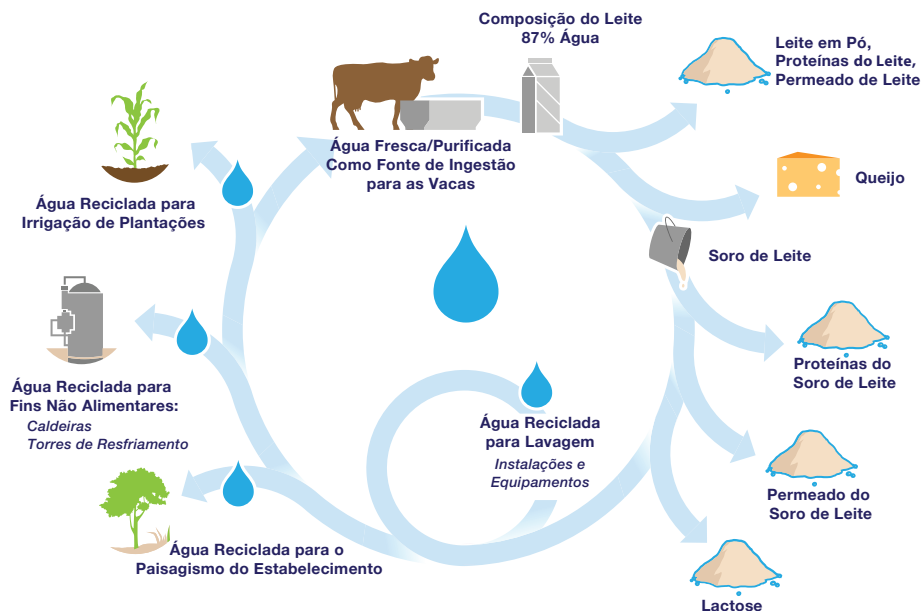 Composição do Leite
87% Água
Leite em Pó,
Proteínas do Leite,
Permeado de Leite
Água Fresca/Purificada
Como Fonte de Ingestão
para as Vacas
Queijo
Água Reciclada para
Irrigação de Plantações
Soro de Leite
Proteínas do
Soro de Leite
Água Reciclada para
Fins Não Alimentares:
Caldeiras
Torres de Resfriamento
Água Reciclada
para Lavagem
Instalações e
Equipamentos
Permeado do
Soro de Leite
Água Reciclada para o
Paisagismo do Estabelecimento
Lactose